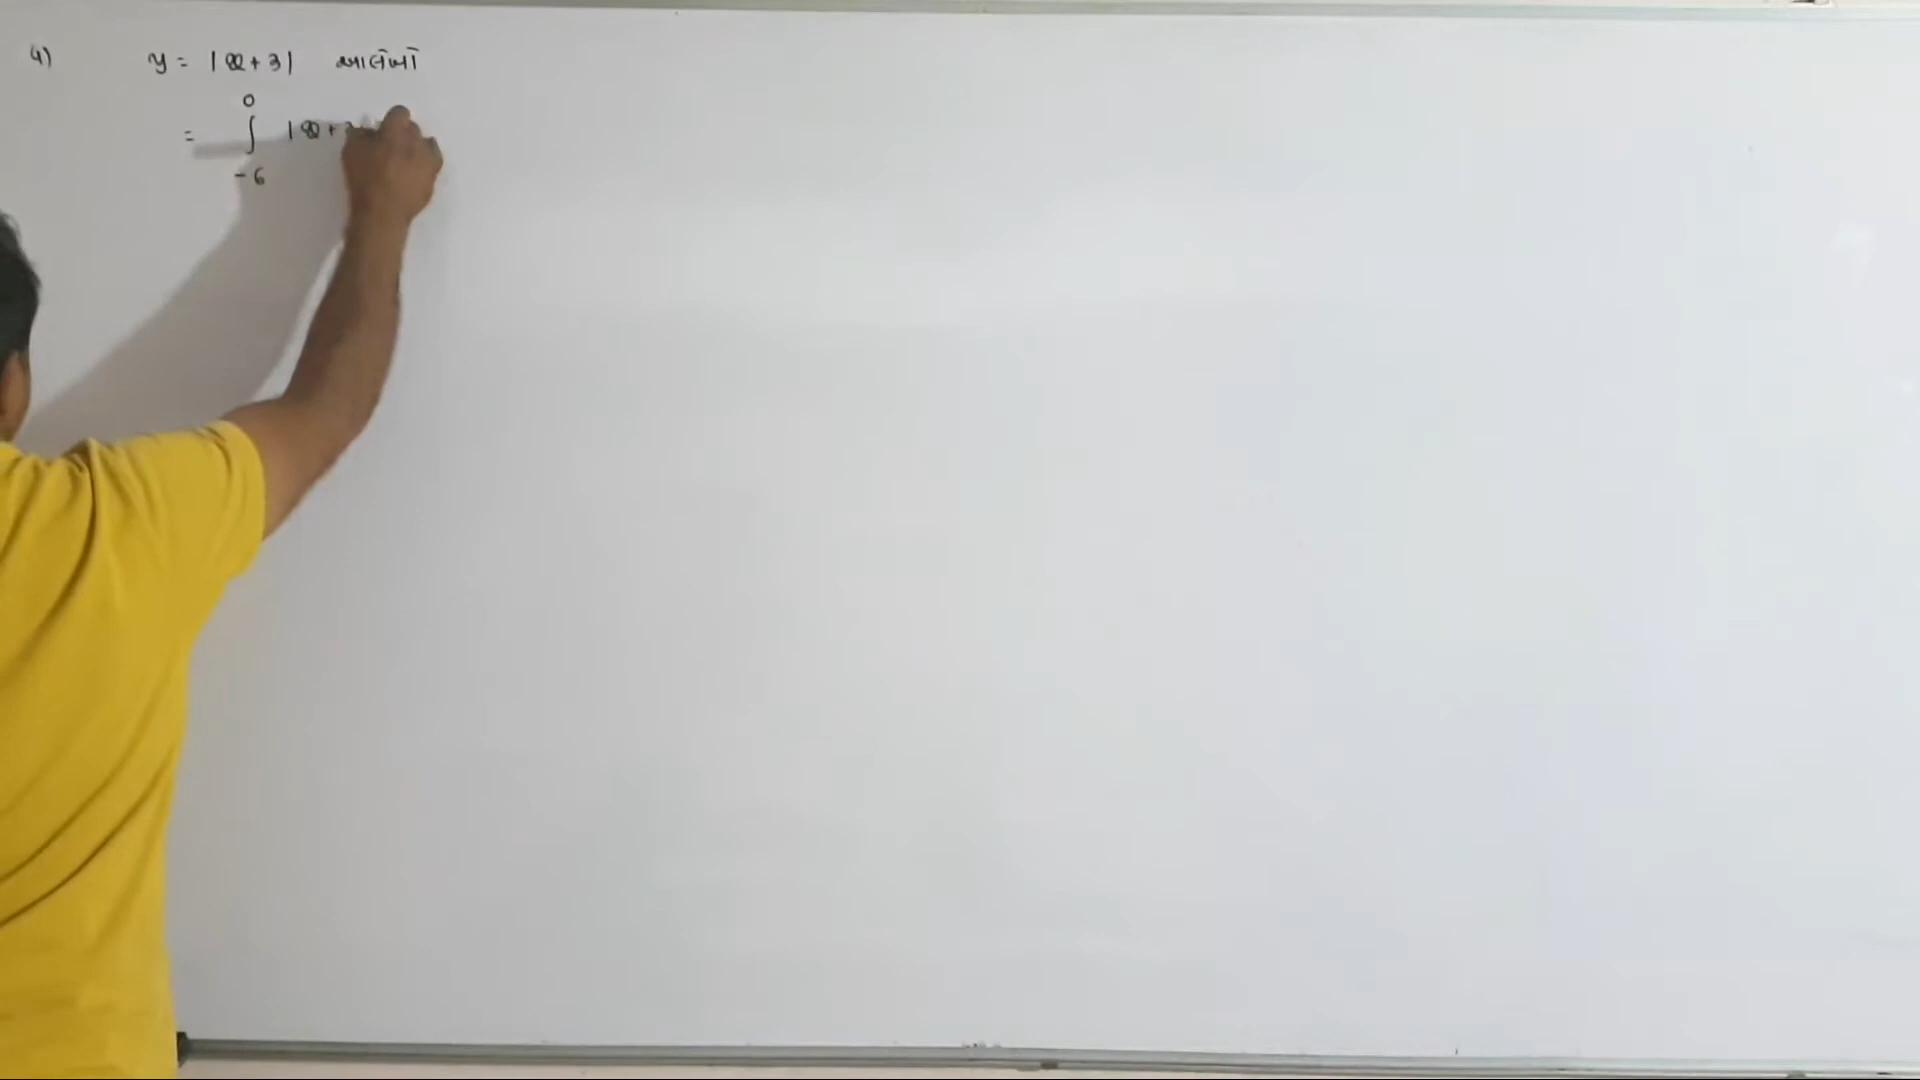 4) y = |x + 3| આલેખો
0
= ∫ |x +
-6